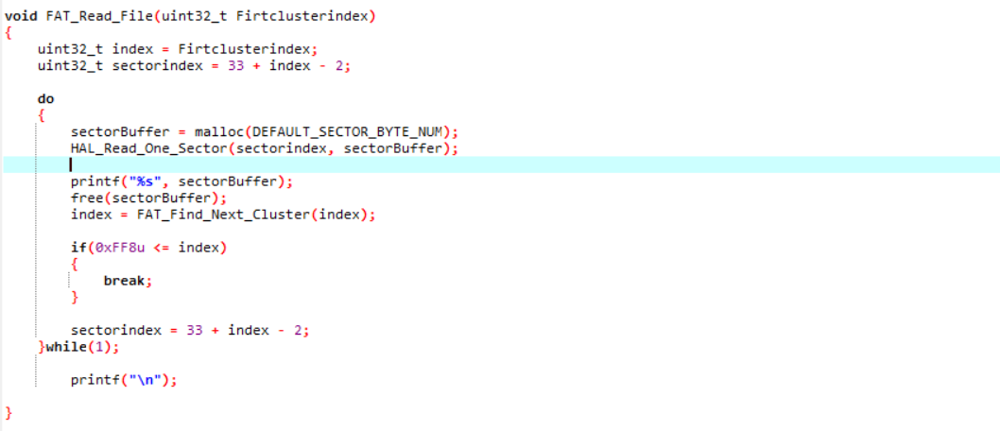 void FAT_Read_File(uint32_t Firtclusterindex)
{
    uint32_t index = Firtclusterindex;
    uint32_t sectorindex = 33 + index - 2;

    do
    {
        sectorBuffer = malloc(DEFAULT_SECTOR_BYTE_NUM);
        HAL_Read_One_Sector(sectorindex, sectorBuffer);

        printf("%s", sectorBuffer);
        free(sectorBuffer);
        index = FAT_Find_Next_Cluster(index);

        if(0xFF8u <= index)
        {
            break;
        }

        sectorindex = 33 + index - 2;
    }while(1);

        printf("\n");

}